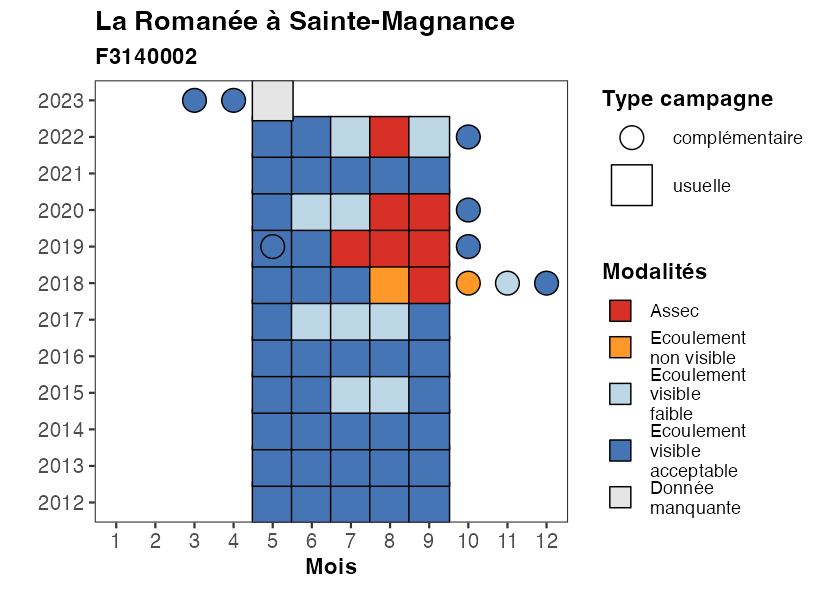 La Romanée à Sainte-Magnance
F3140002
2023
2022
2021
2020
2019
2018
2017
2016
2015
2014
2013
2012
1 2 3 4 5 6 7 8 9 10 11 12
Mois
Type campagne
complémentaire
usuelle
Modalités
Assec
Ecoulement
non visible
Ecoulement
visible
faible
Ecoulement
visible
acceptable
Donnée
manquante